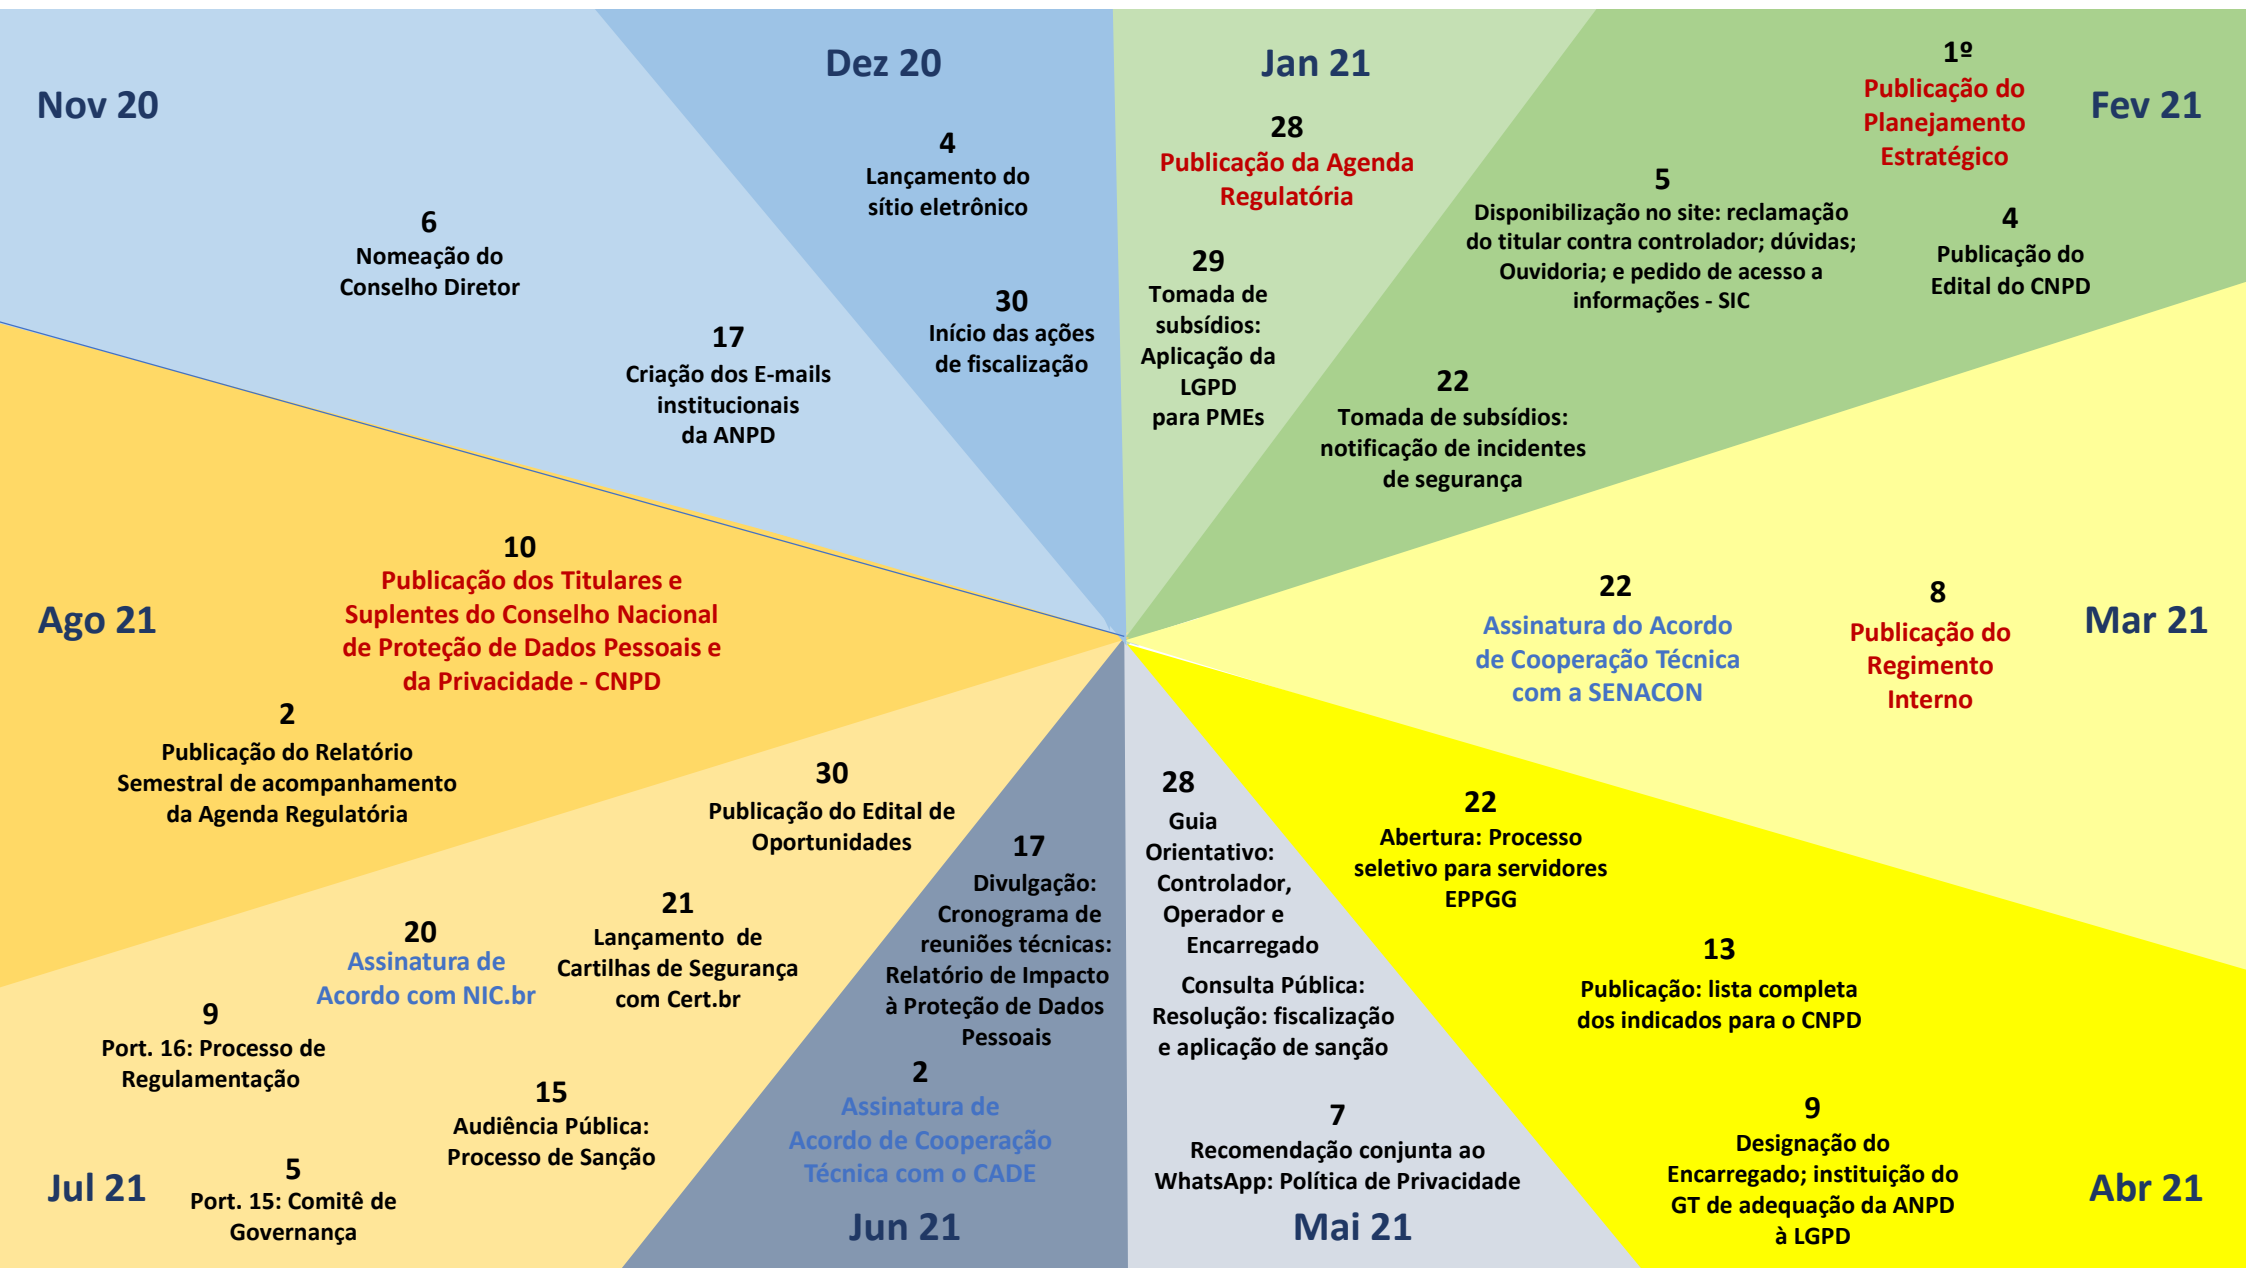 Nov 20
6
Nomeação do
Conselho Diretor
17
Criação dos E-mails
institucionais
da ANPD
Dez 20
4
Lançamento do
sítio eletrônico
30
Início das ações
de fiscalização
Jan 21
28
Publicação da Agenda
Regulatória
29
Tomada de
subsídios:
Aplicação da
LGPD
para PMEs
Fev 21
1º
Publicação do
Planejamento
Estratégico
4
Publicação do
Edital do CNPD
5
Disponibilização no site: reclamação
do titular contra controlador; dúvidas;
Ouvidoria; e pedido de acesso a
informações - SIC
22
Tomada de subsídios:
notificação de incidentes
de segurança
Mar 21
8
Publicação do
Regimento
Interno
22
Assinatura do Acordo
de Cooperação Técnica
com a SENACON
Abr 21
22
Abertura: Processo
seletivo para servidores
EPPGG
13
Publicação: lista completa
dos indicados para o CNPD
9
Designação do
Encarregado; instituição do
GT de adequação da ANPD
à LGPD
28
Guia
Orientativo:
Controlador,
Operador e
Encarregado
Consulta Pública:
Resolução: fiscalização
e aplicação de sanção
7
Recomendação conjunta ao
WhatsApp: Política de Privacidade
Mai 21
17
Divulgação:
Cronograma de
reuniões técnicas:
Relatório de Impacto
à Proteção de Dados
Pessoais
2
Assinatura de
Acordo de Cooperação
Técnica com o CADE
Jun 21
30
Publicação do Edital de
Oportunidades
21
Lançamento  de
Cartilhas de Segurança
com Cert.br
20
Assinatura de
Acordo com NIC.br
9
Port. 16: Processo de
Regulamentação
15
Audiência Pública:
Processo de Sanção
5
Port. 15: Comitê de
Governança
Jul 21
Ago 21
10
Publicação dos Titulares e
Suplentes do Conselho Nacional
de Proteção de Dados Pessoais e
da Privacidade - CNPD
2
Publicação do Relatório
Semestral de acompanhamento
da Agenda Regulatória